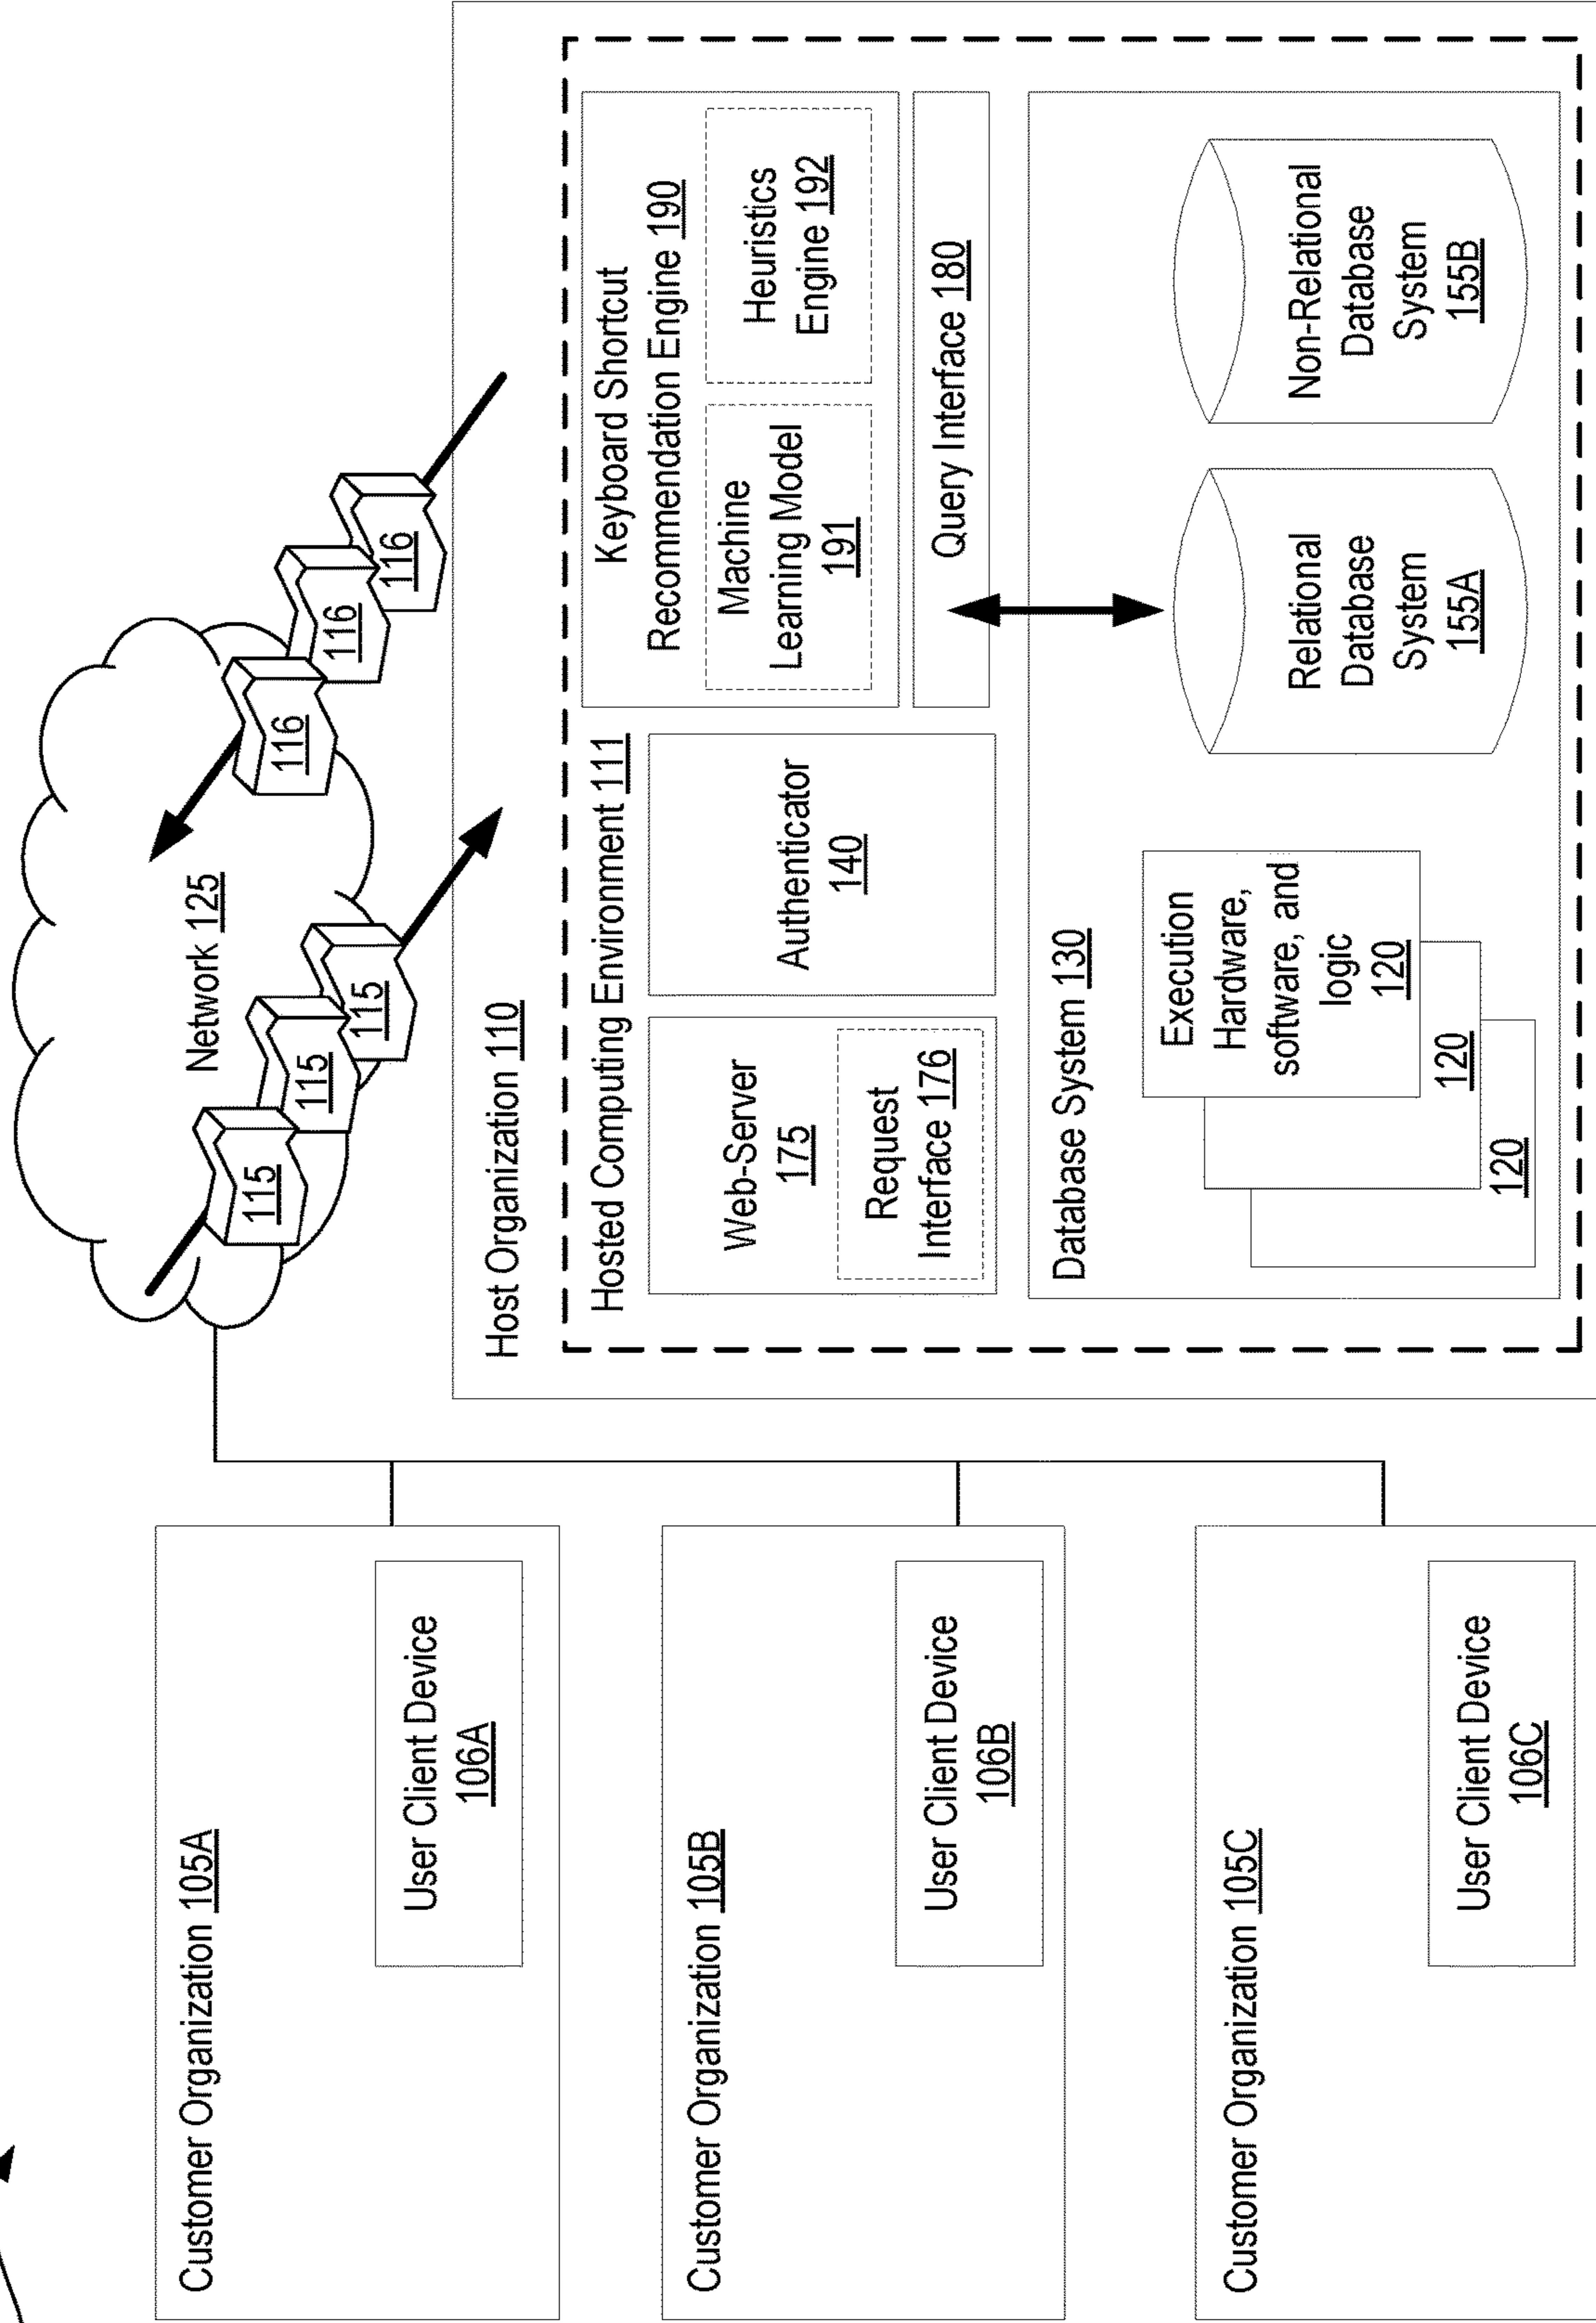 Customer Organization 105A
User Client Device
106A
Customer Organization 105B
User Client Device
106B
Customer Organization 105C
User Client Device
106C
Network 125
115
115
115
116
116
116
Host Organization 110
Hosted Computing Environment 111
Web-Server
175
Request
Interface 176
Authenticator
140
Keyboard Shortcut
Recommendation Engine 190
Machine
Learning Model
191
Heuristics
Engine 192
Query Interface 180
Database System 130
Execution
Hardware,
software, and
logic
120
120
120
Relational
Database
System
155A
Non-Relational
Database
System
155B